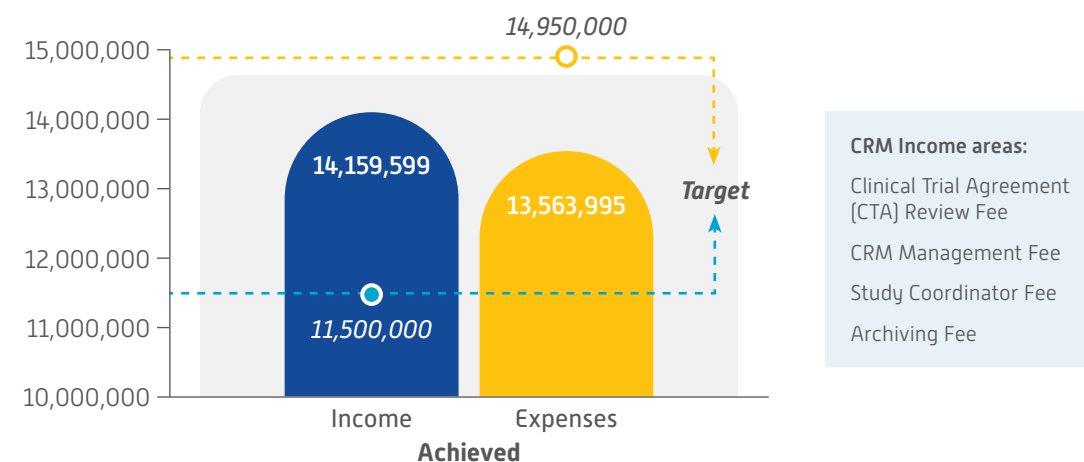 14,950,000
15,000,000
14,000,000
13,000,000
12,000,000
11,000,000
10,000,000
14,159,599
13,563,995
Target
11,500,000
Income
Expenses
Achieved
CRM Income areas:
Clinical Trial Agreement
(CTA) Review Fee
CRM Management Fee
Study Coordinator Fee
Archiving Fee